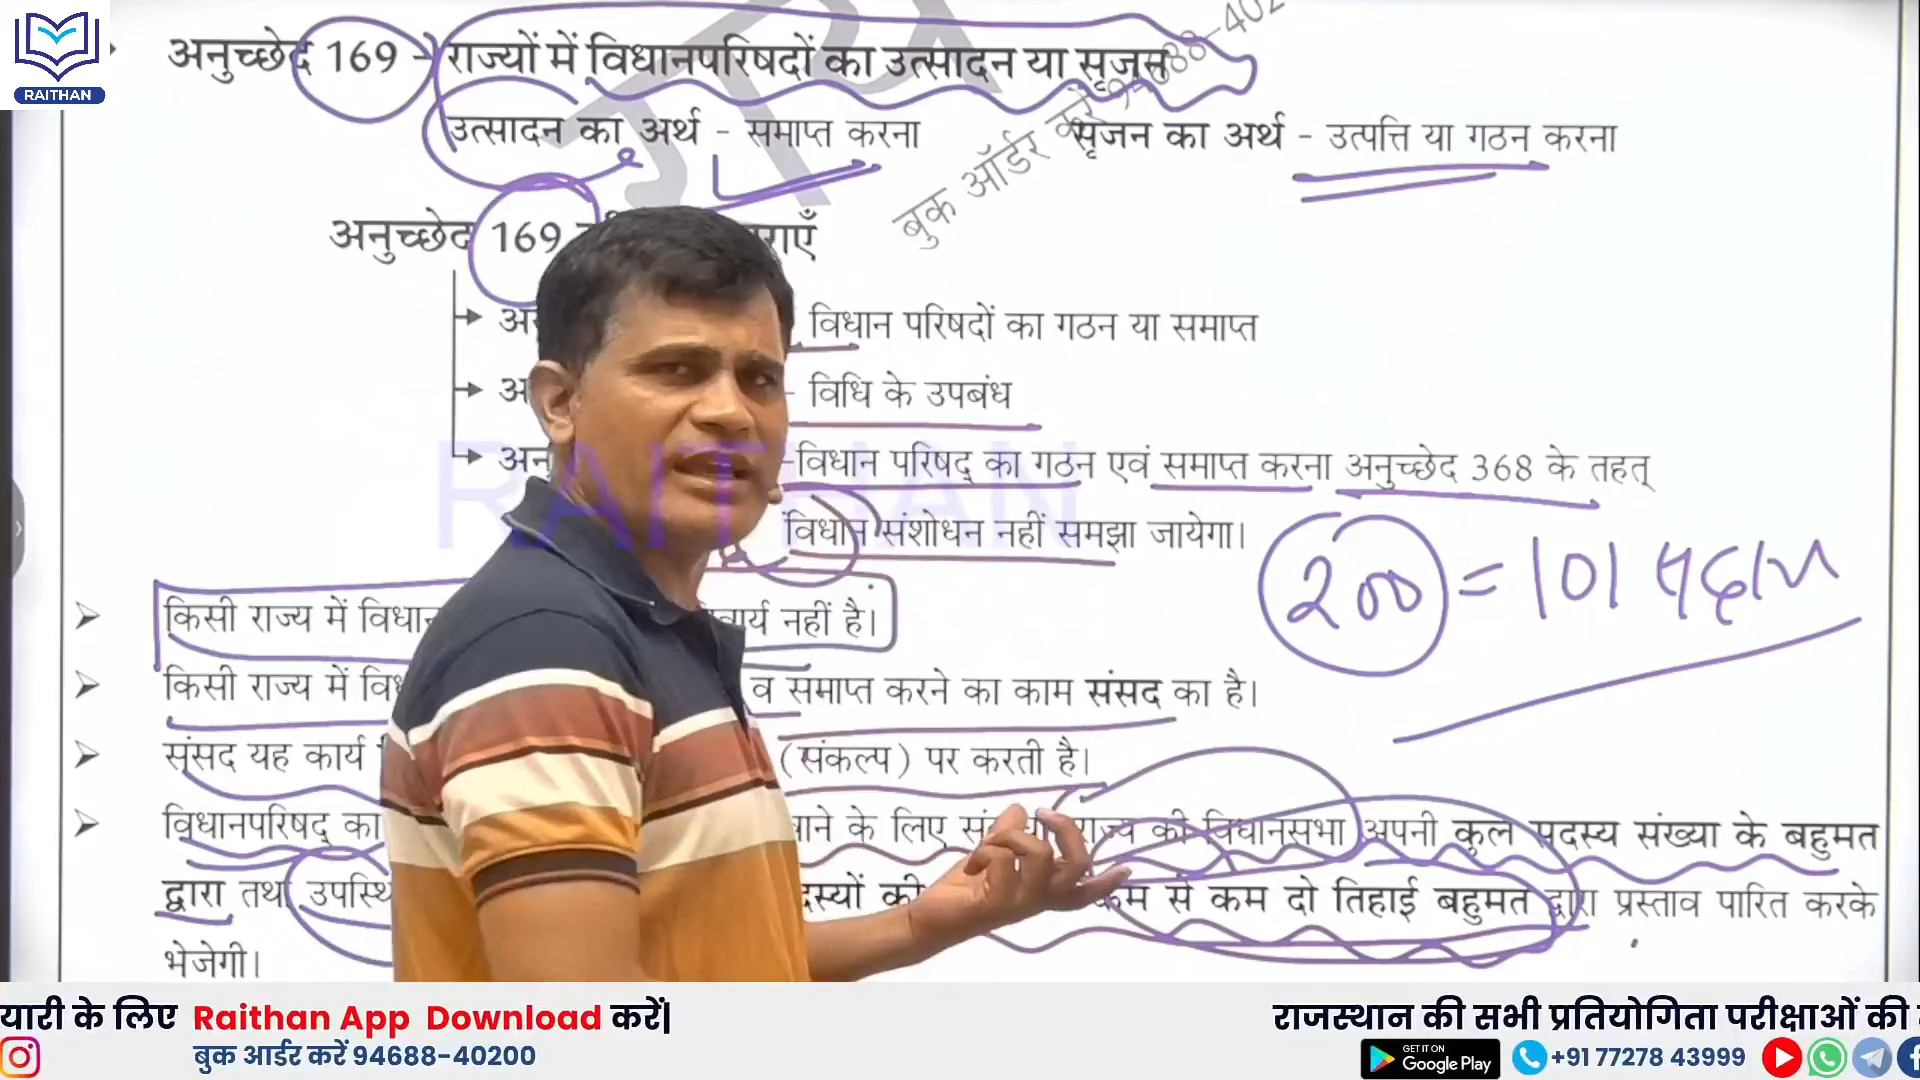 RAITHAN
अनुच्छेद 169 - राज्यों में विधानपरिषदों का उत्सादन या सृजन
उत्सादन का अर्थ - समाप्त करना सृजन का अर्थ - उत्पत्ति या गठन करना
बुक ऑर्डर करें
अनुच्छेद 169
विधान परिषदों का गठन या समाप्त
- विधि के उपबंध
-विधान परिषद् का गठन एवं समाप्त करना अनुच्छेद 368 के तहत्
विधान संशोधन नहीं समझा जायेगा।
200 = 101
RAITHAN
किसी राज्य में नहीं है।
किसी राज्य में व समाप्त करने का काम संसद का है।
संसद यह कार्य (संकल्प) पर करती है।
विधानपरिषद् का के लिए राज्य की विधानसभा अपनी कुल सदस्य संख्या के बहुमत
द्वारा तथा की कम से कम दो तिहाई बहुमत द्वारा प्रस्ताव पारित करके
भेजेगी।
यारी के लिए Raithan App Download करें| राजस्थान की सभी प्रतियोगिता परीक्षाओं की
बुक आर्डर करें 94688-40200 GET IT ON Google Play +91 77278 43999